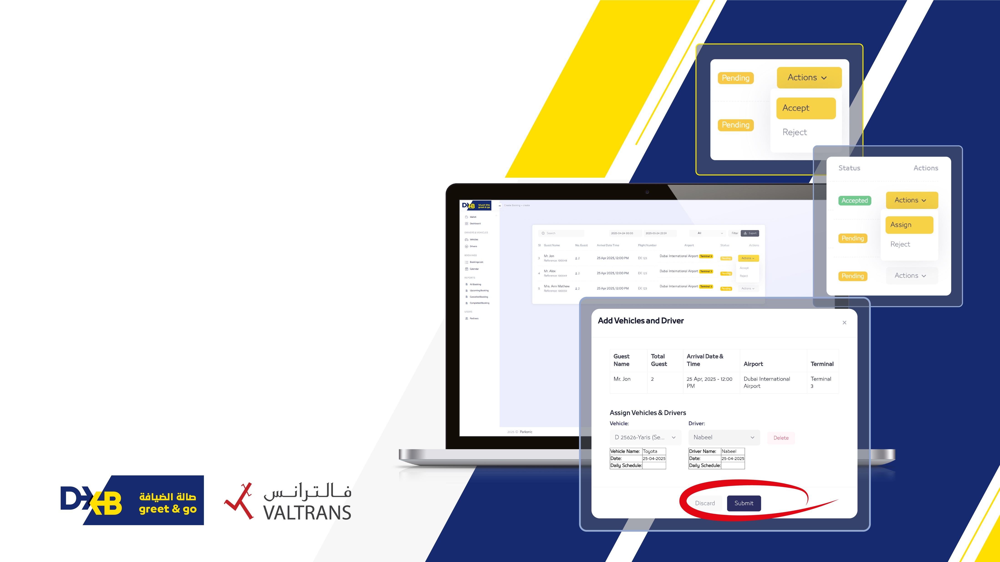 Pending
Actions
Accept
Pending
Reject
Status
Actions
Accepted
Actions
Assign
Pending
Reject
Pending
Actions
DXB
صالة الضيافة
greet & go
Create Booking - create
Wallet
Dashboard
DRIVERS & VEHICLES
Vehicles
Drivers
BOOKINGS
Bookings List
Calendar
REPORTS
All Booking
Upcoming Booking
Cancelled Booking
Completed Booking
USERS
Partners
Search
2025-04-24 00:00
2025-05-24 23:59
All
Filter
Export
Sl Guest Name No. Guest Arrival Date Time Flight Number Airport Status Actions
3 Mr. Jon 2 25 Apr 2025, 12:00 PM EK 123 Dubai International Airport Terminal 3 Pending Actions
Reference: 100048
Accept
4 Mr. Alex 2 25 Apr 2025, 12:00 PM EK 123 Dubai International Airport Terminal 3 Pending
Reference: 100049
Reject
5 Mrs. Ann Mathew 2 25 Apr 2025, 12:00 PM EK 123 Dubai International Airport Terminal 3 Pending Actions
Reference: 100050
2025 © Parkonic
Add Vehicles and Driver
Guest Name
Total Guest
Arrival Date & Time
Airport
Terminal
Mr. Jon
2
25 Apr, 2025 - 12:00 PM
Dubai International Airport
Terminal 3
Assign Vehicles & Drivers
Vehicle:
Driver:
D 25626-Yaris (Se...
Nabeel
Delete
Vehicle Name: Toyota
Date: 25-04-2025
Daily Schedule:
Driver Name: Nabeel
Date: 25-04-2025
Daily Schedule:
Discard
Submit
DXB
صالة الضيافة
greet & go
فالترانس
VALTRANS